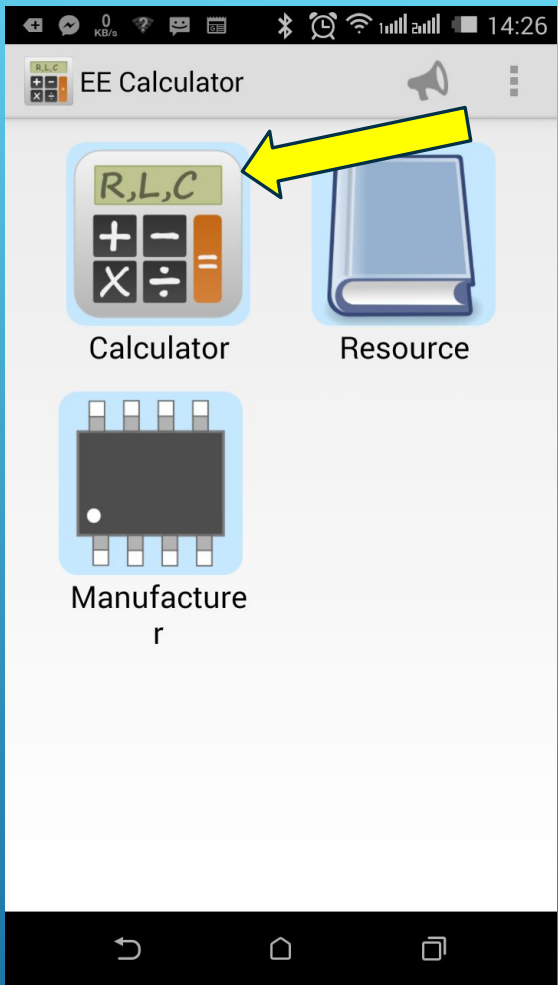 0
KB/s
14:26
R,L,C
EE Calculator
R,L,C
Calculator
Resource
Manufacture
r